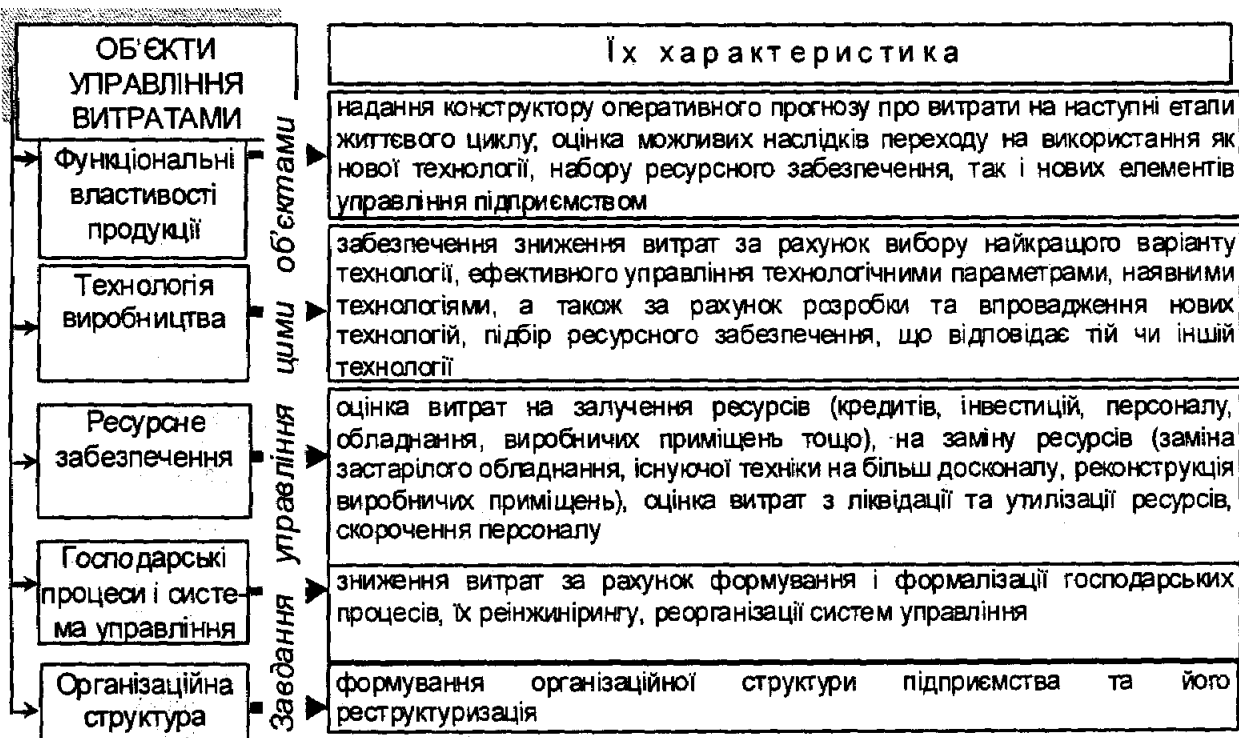 ОБ'ЄКТИ
УПРАВЛІННЯ
ВИТРАТАМИ
Їх характеристика
Завдання управління цими об'єктами
Функціональні
властивості
продукції
надання конструктору оперативного прогнозу про витрати на наступні етапи
життєвого циклу, оцінка можливих наслідків переходу на використання як
нової технології, набору ресурсного забезпечення, так і нових елементів
управління підприємством
Технологія
виробництва
забезпечення зниження витрат за рахунок вибору найкращого варіанту
технології, ефективного управління технологічними параметрами, наявними
технологіями, а також за рахунок розробки та впровадження нових
технологій, підбір ресурсного забезпечення, що відповідає тій чи іншій
технології
Ресурсне
забезпечення
оцінка витрат на залучення ресурсів (кредитів, інвестицій, персоналу,
обладнання, виробничих приміщень тощо), на заміну ресурсів (заміна
застарілого обладнання, існуючої техніки на більш досконалу, реконструкція
виробничих приміщень), оцінка витрат з ліквідації та утилізації ресурсів,
скорочення персоналу
Господарські
процеси і систе-
ма управління
зниження витрат за рахунок формування і формалізації господарських
процесів, їх реінжинірингу, реорганізації систем управління
Організаційна
структура
формування організаційної структури підприємства та його
реструктуризація